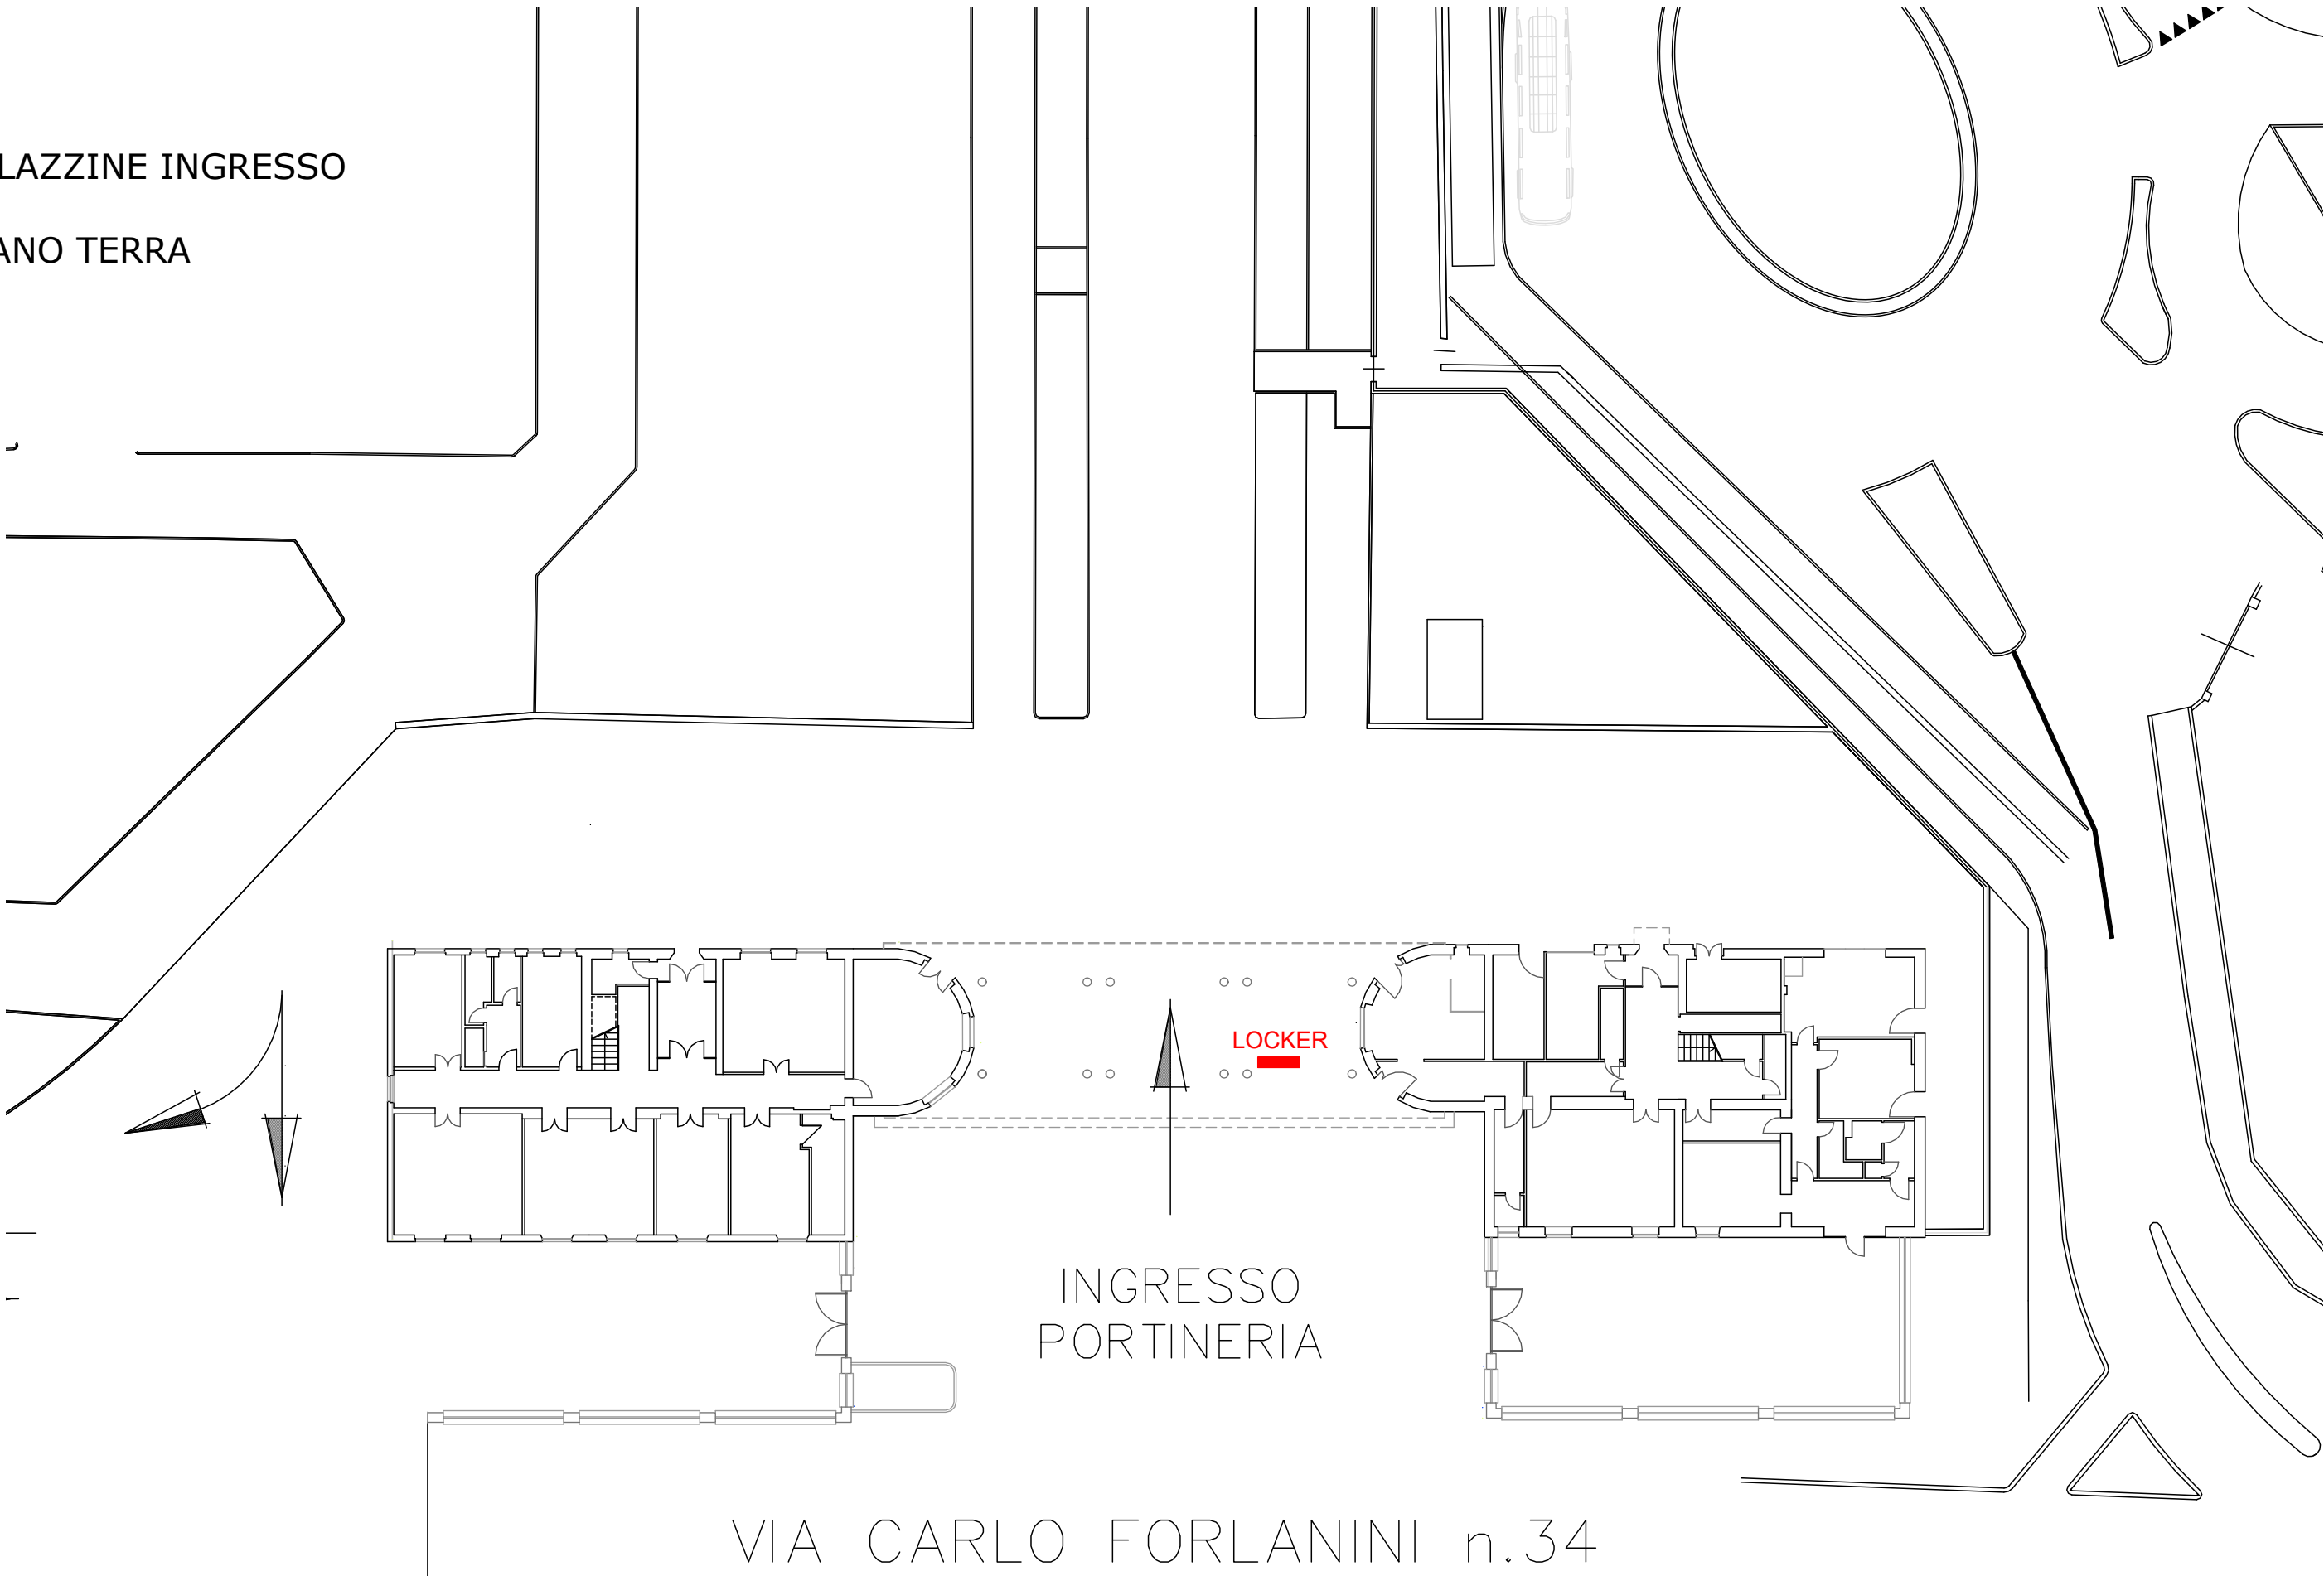 LAZZINE INGRESSO
ANO TERRA
LOCKER
INGRESSO
PORTINERIA
VIA CARLO FORLANINI n.34